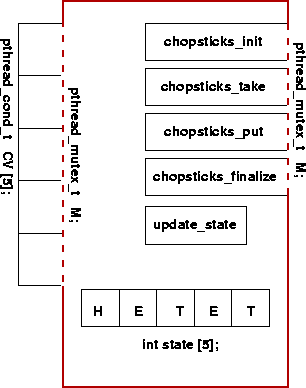 chopsticks_init
chopsticks_take
chopsticks_put
chopsticks_finalize
update_state
H E T E T
int state [5];
pthread_cond_t CV [5];
pthread_mutex_t M;
pthread_mutex_t M;